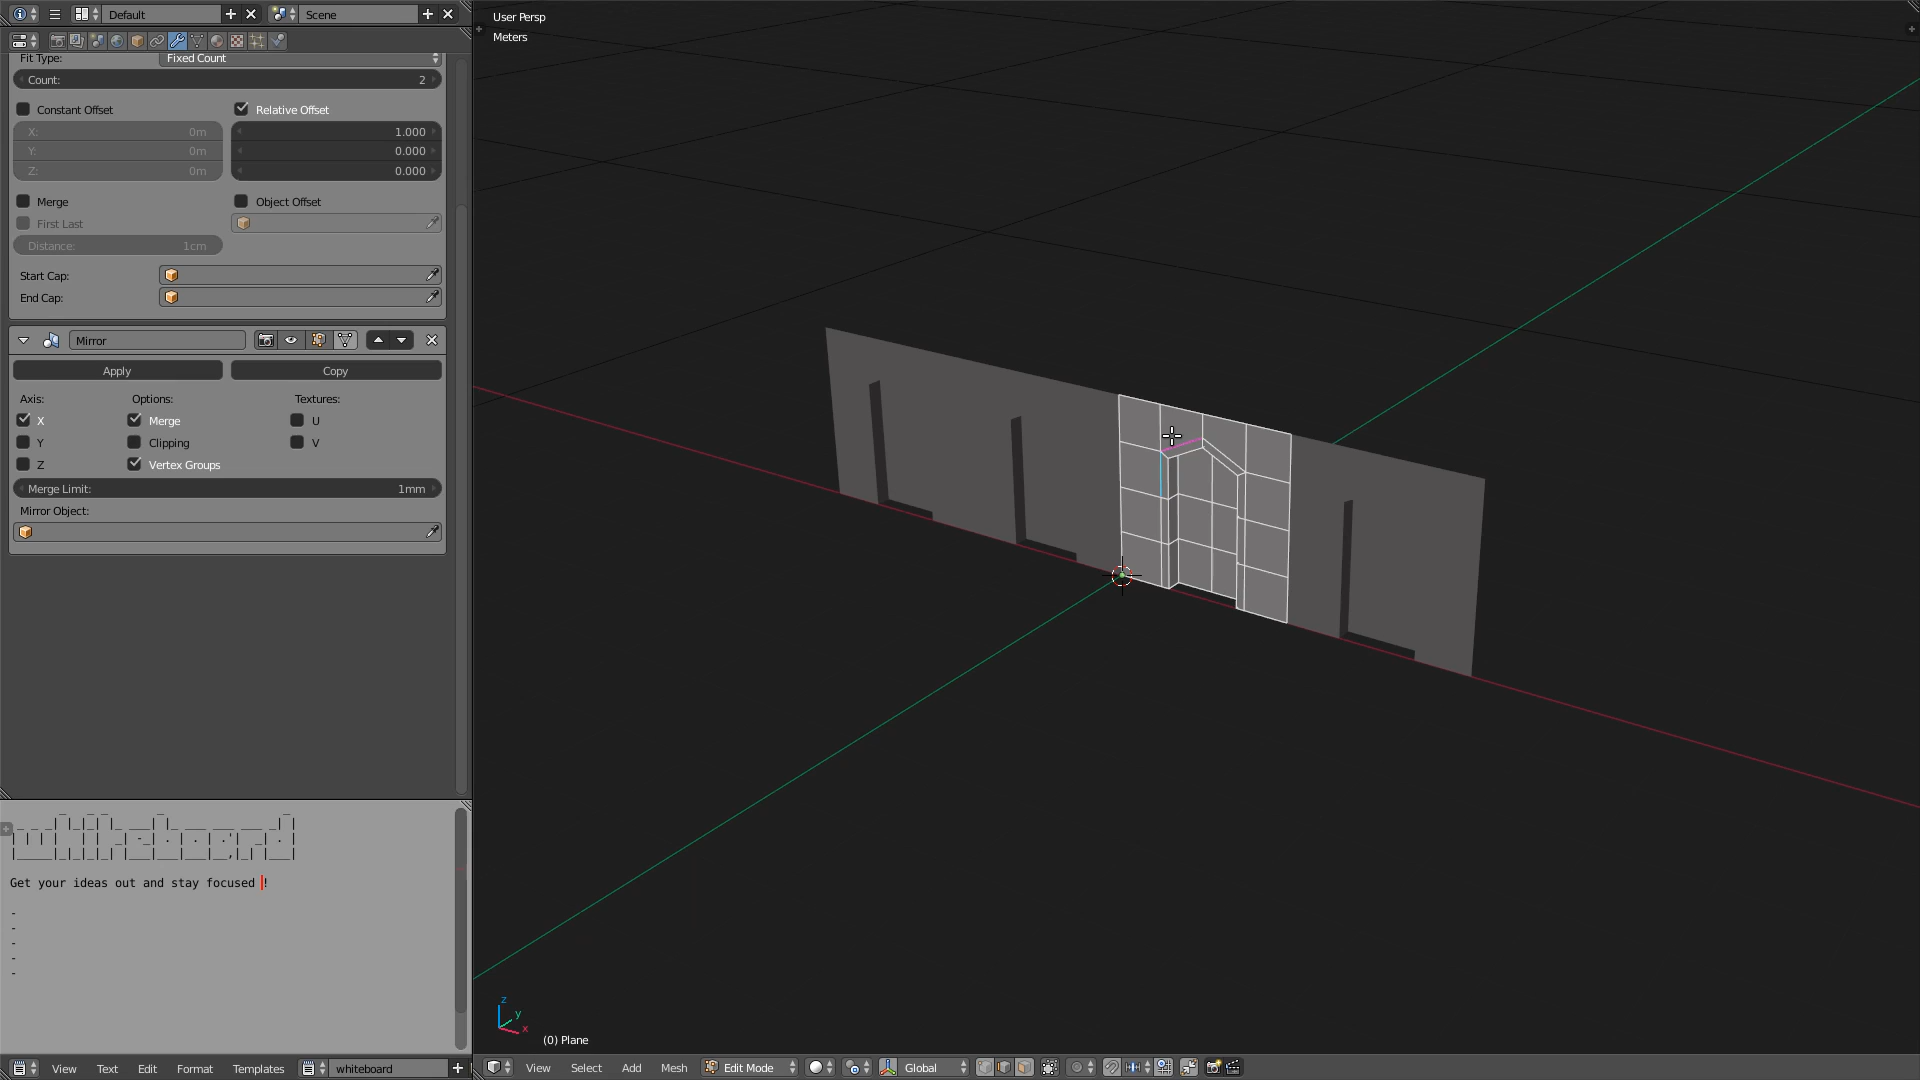 Default
Scene
User Persp
Meters
Fit Type:
Fixed Count
Count:
2
Constant Offset
Relative Offset
X:
0m
1.000
Y:
0m
0.000
Z:
0m
0.000
Merge
Object Offset
First Last
Distance:
1cm
Start Cap:
End Cap:
Mirror
Apply
Copy
Axis:
Options:
Textures:
X
Merge
U
Y
Clipping
V
Z
Vertex Groups
Merge Limit:
1mm
Mirror Object:
whiteboard
Get your ideas out and stay focused !
-
-
-
-
-
z
y
x
(0) Plane
View
Text
Edit
Format
Templates
whiteboard
View
Select
Add
Mesh
Edit Mode
Global